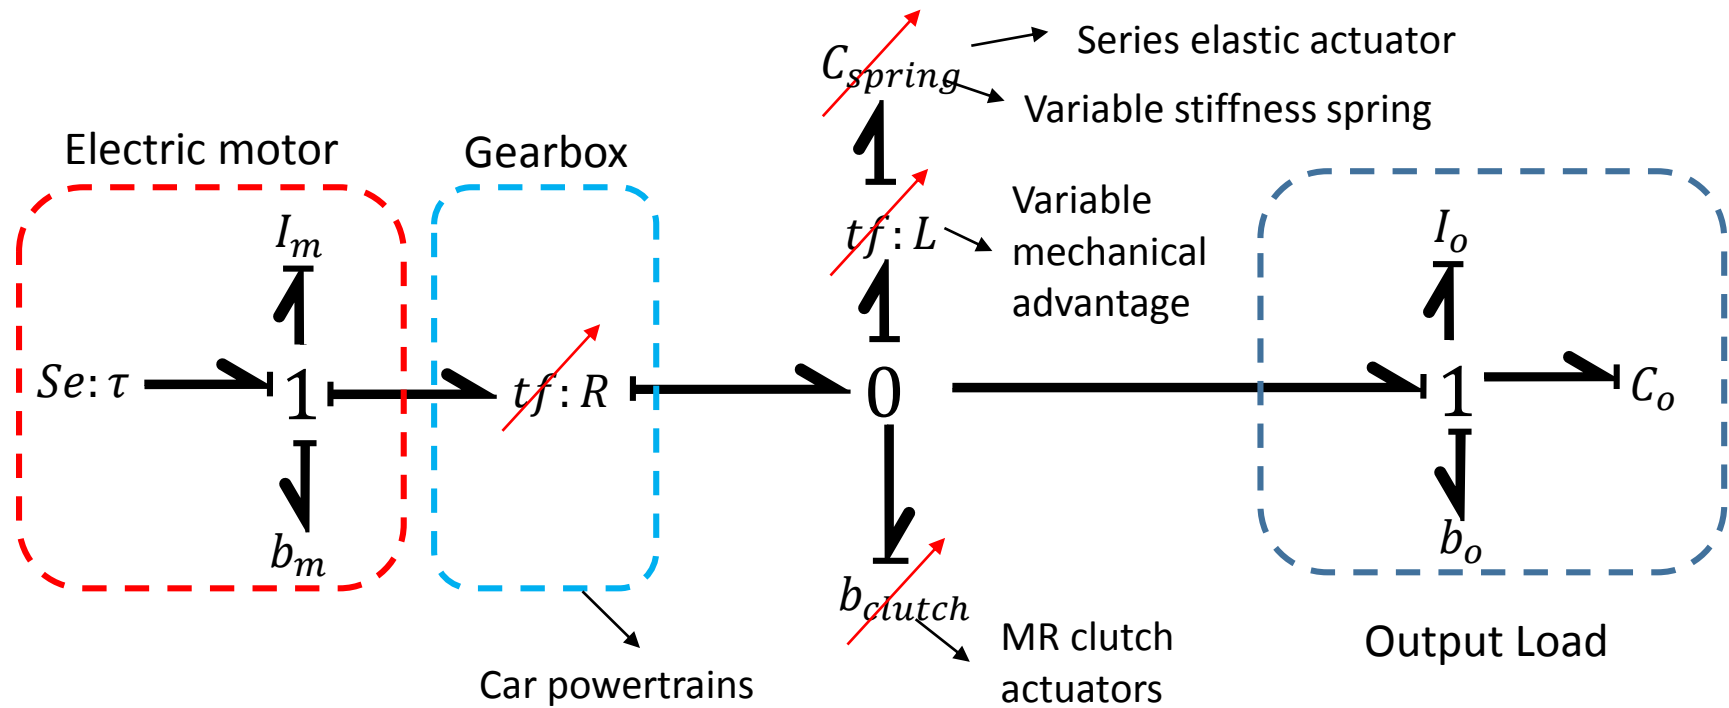 Electric motor
Gearbox
C_spring
Series elastic actuator
Variable stiffness spring
I_m
tf: L
Variable
mechanical
advantage
I_o
Se: τ
1
tf: R
0
1
C_o
b_m
b_clutch
b_o
MR clutch
actuators
Output Load
Car powertrains